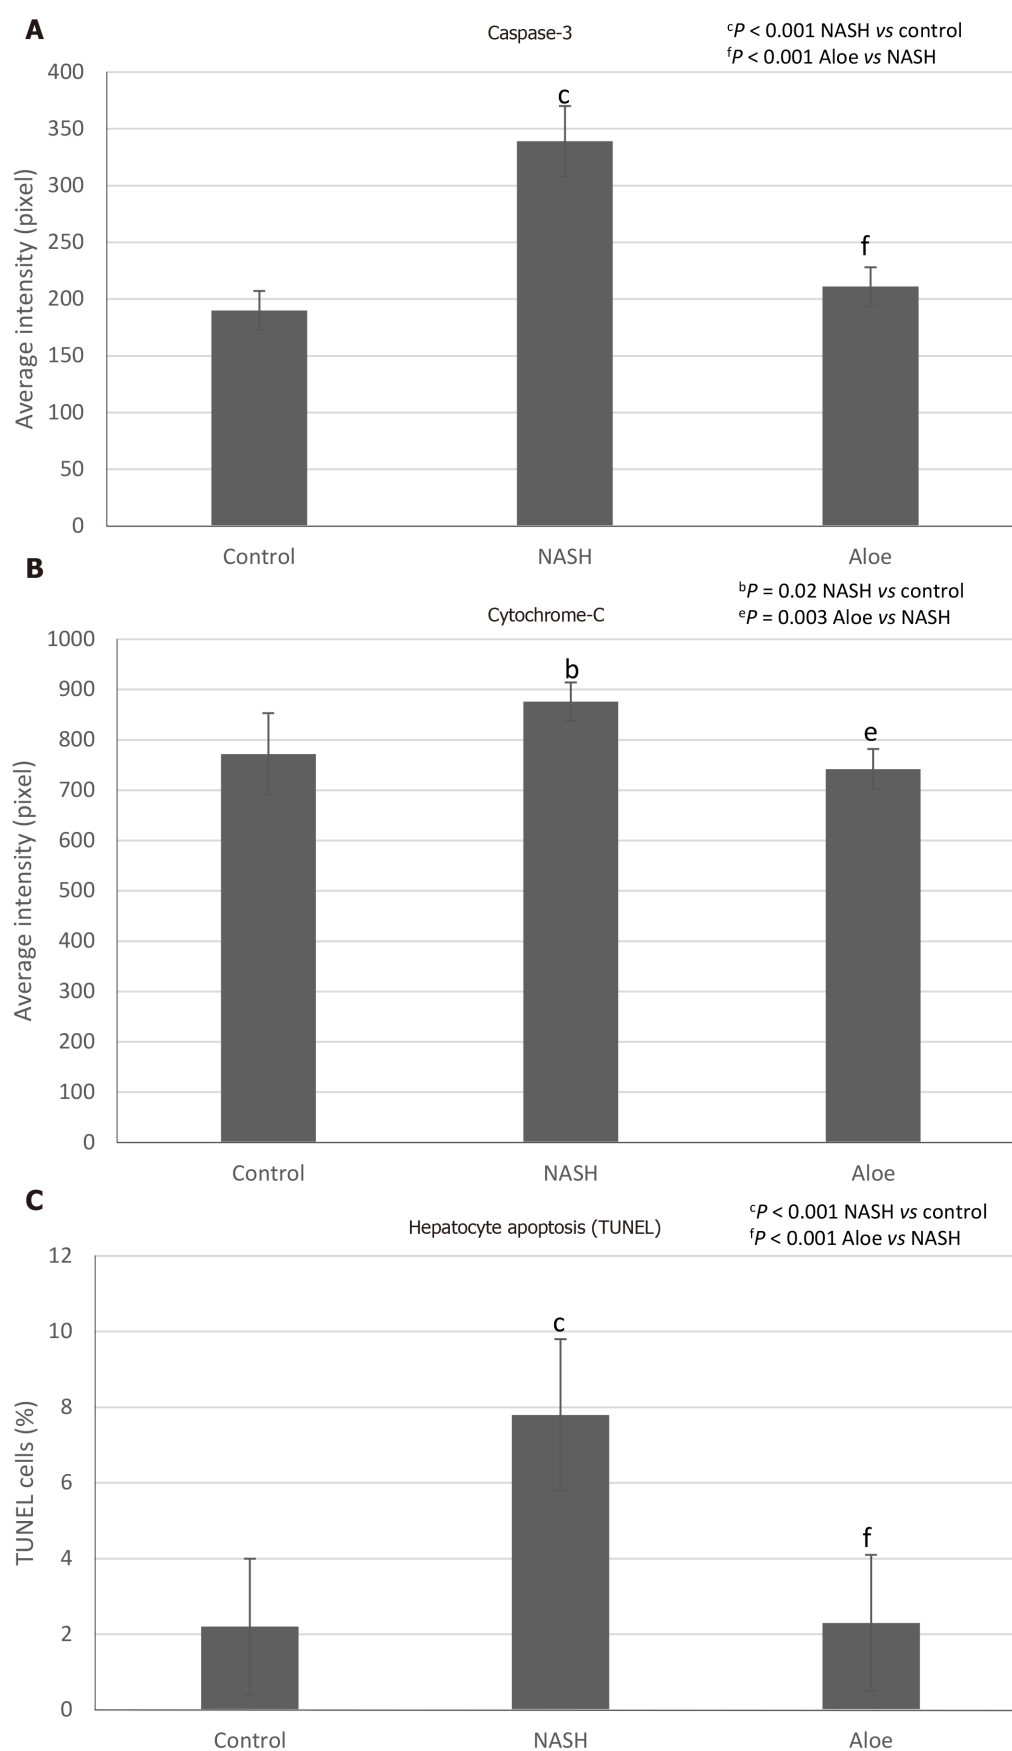 A
Caspase-3
ᶜP < 0.001 NASH vs control
ᶠP < 0.001 Aloe vs NASH
Average intensity (pixel)
400
350
300
250
200
150
100
50
0
c
f
Control NASH Aloe
B
Cytochrome-C
ᵇP = 0.02 NASH vs control
ᵉP = 0.003 Aloe vs NASH
Average intensity (pixel)
1000
900
800
700
600
500
400
300
200
100
0
b
e
Control NASH Aloe
C
Hepatocyte apoptosis (TUNEL)
ᶜP < 0.001 NASH vs control
ᶠP < 0.001 Aloe vs NASH
TUNEL cells (%)
12
10
8
6
4
2
0
c
f
Control NASH Aloe